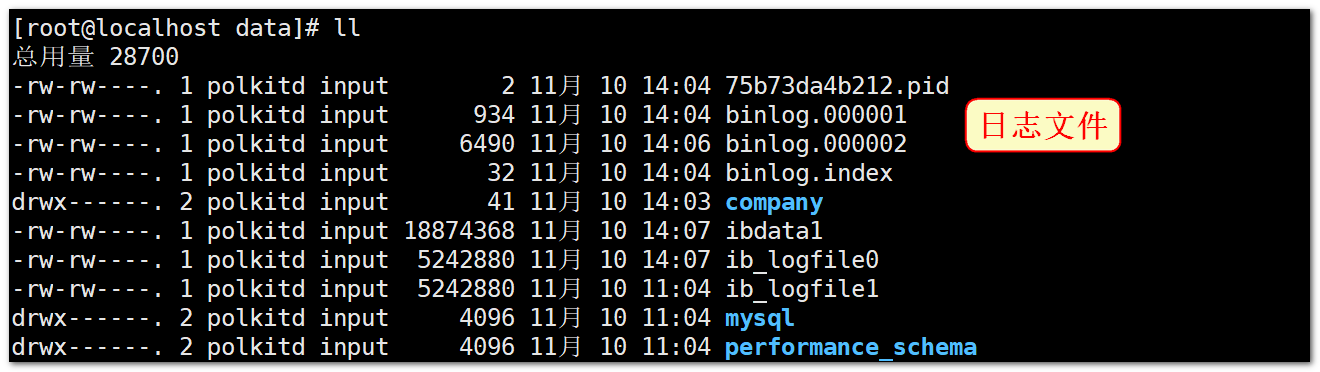 [root@localhost data]# ll
总用量 28700
-rw-rw----. 1 polkitd input        2 11月  10 14:04 75b73da4b212.pid
-rw-rw----. 1 polkitd input      934 11月  10 14:04 binlog.000001
日志文件
-rw-rw----. 1 polkitd input     6490 11月  10 14:06 binlog.000002
-rw-rw----. 1 polkitd input       32 11月  10 14:04 binlog.index
drwx------. 2 polkitd input       41 11月  10 14:03 company
-rw-rw----. 1 polkitd input 18874368 11月  10 14:07 ibdata1
-rw-rw----. 1 polkitd input  5242880 11月  10 14:07 ib_logfile0
-rw-rw----. 1 polkitd input  5242880 11月  10 11:04 ib_logfile1
drwx------. 2 polkitd input     4096 11月  10 11:04 mysql
drwx------. 2 polkitd input     4096 11月  10 11:04 performance_schema